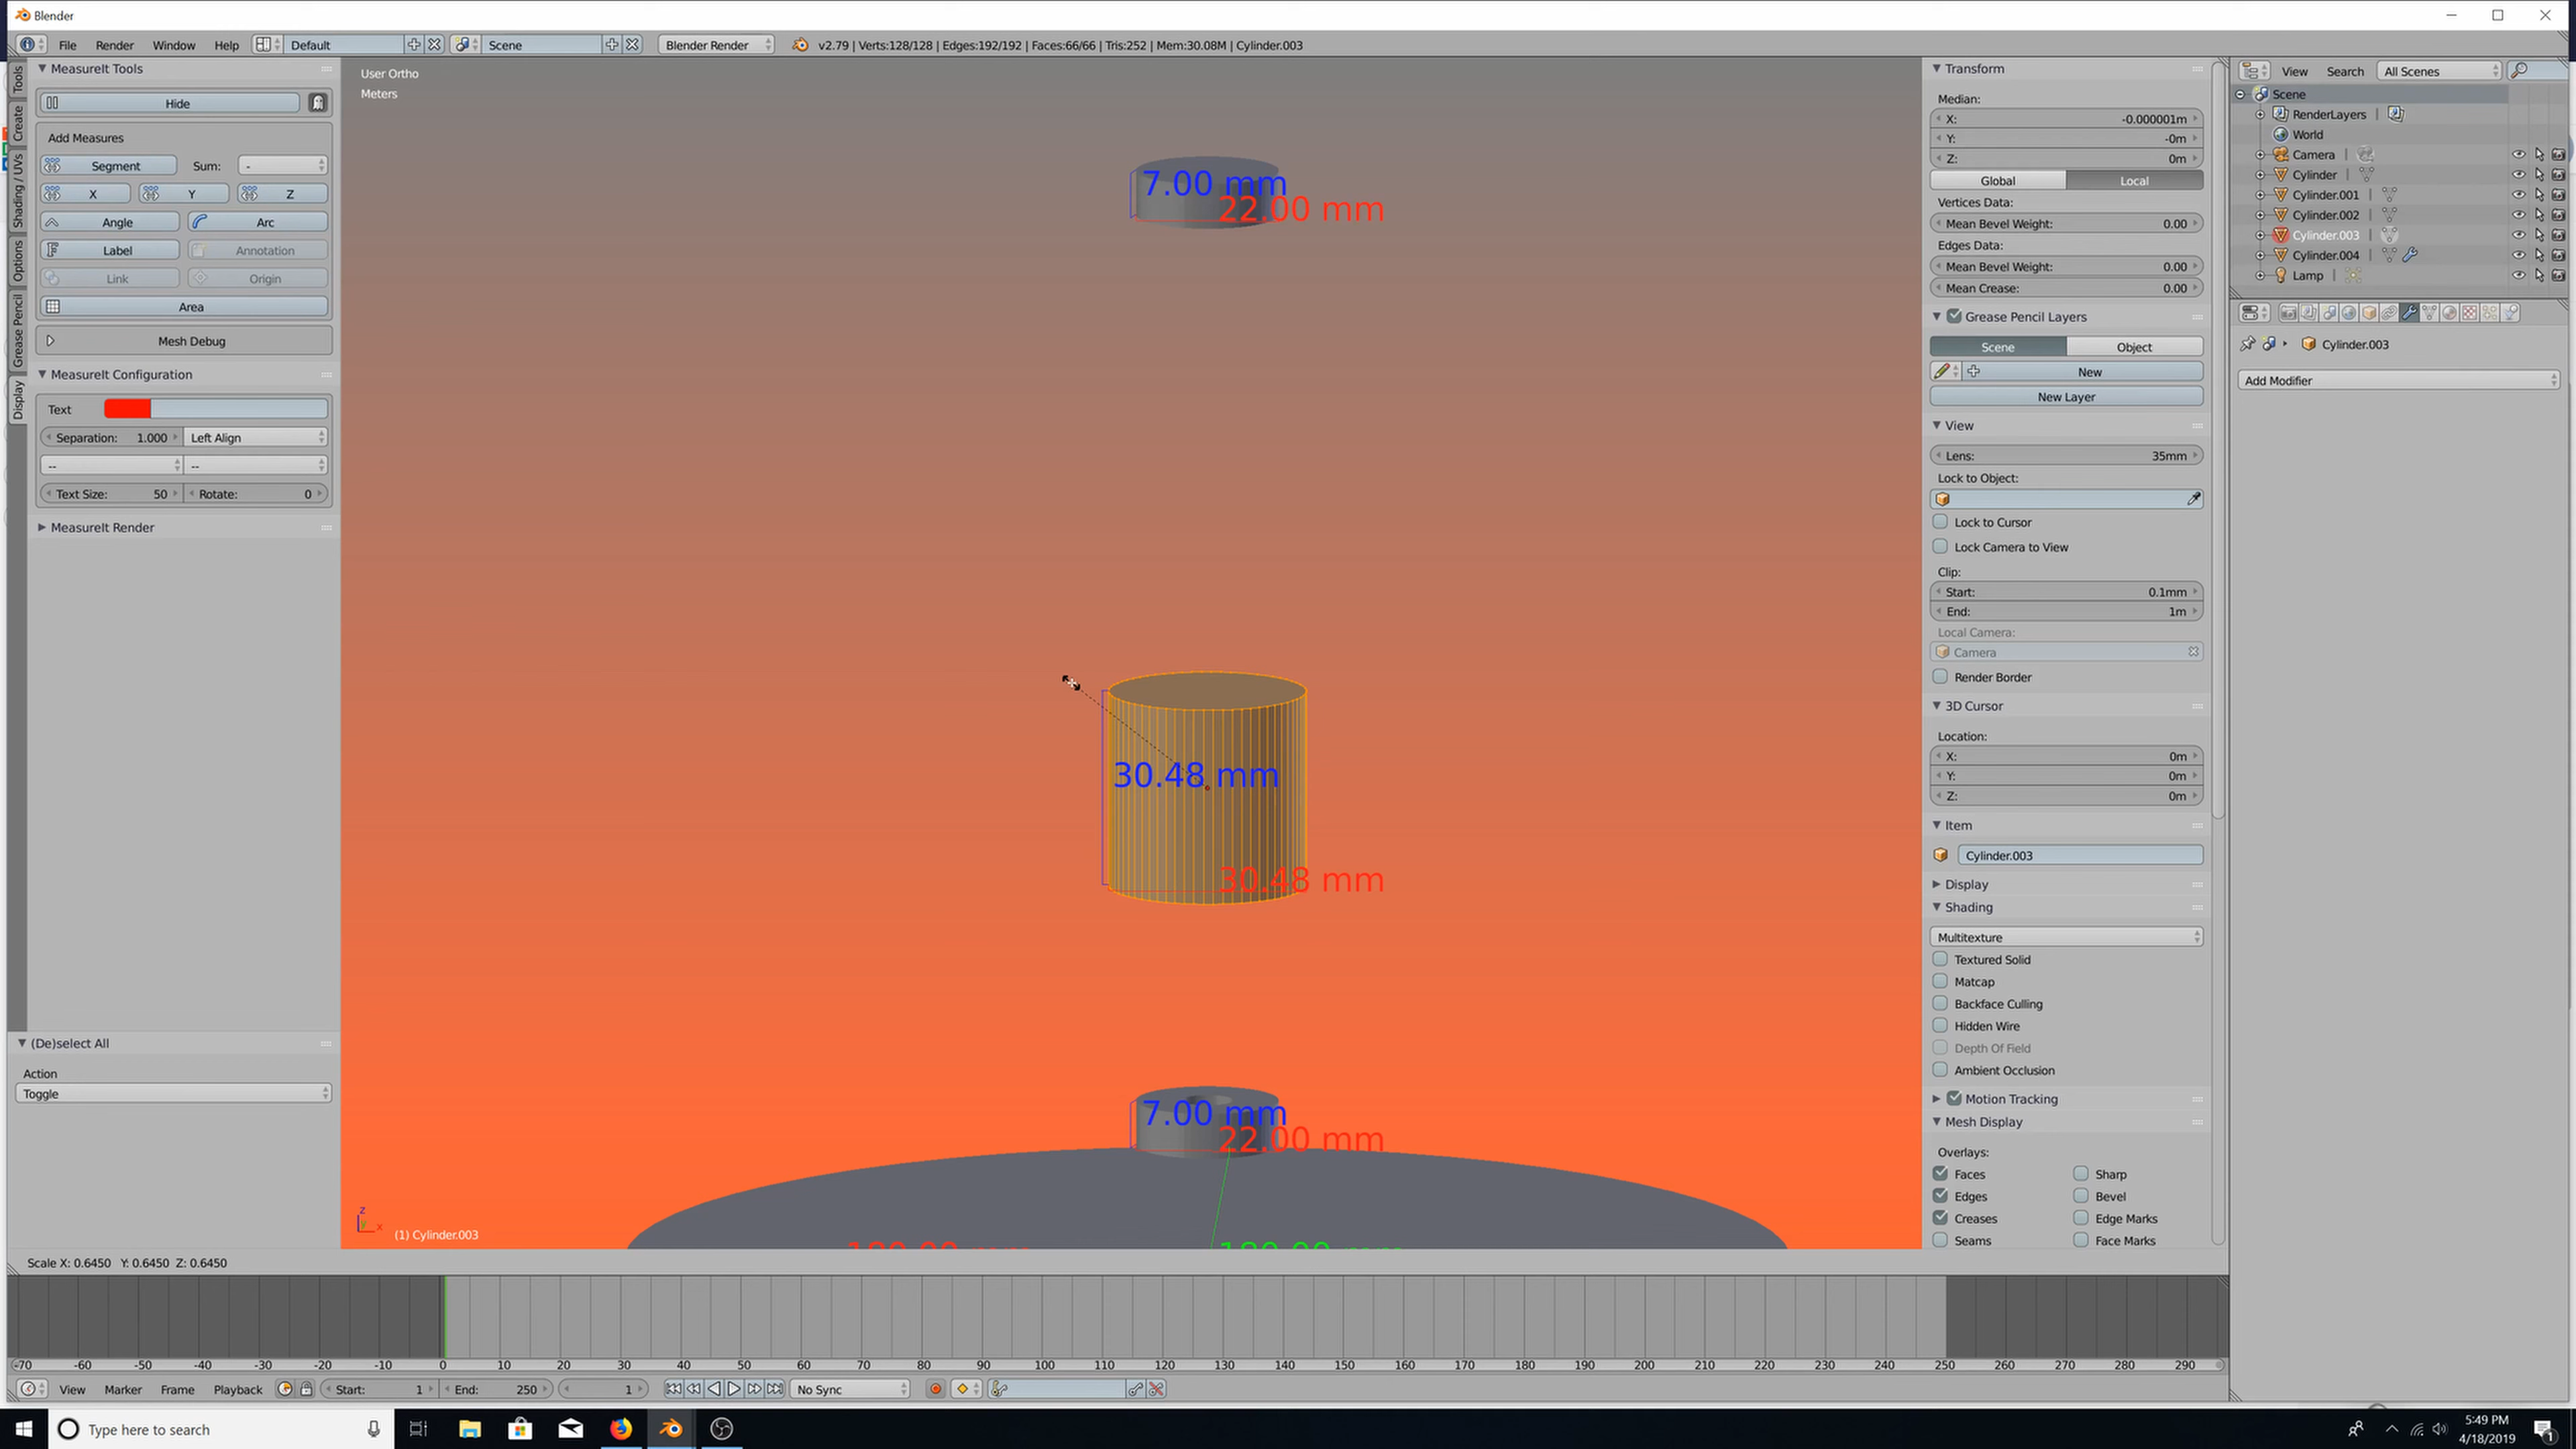 Blender
File Render Window Help Default Scene Blender Render v2.79 | Verts:128/128 | Edges:192/192 | Faces:66/66 | Tris:252 | Mem:30.08M | Cylinder.003
Tools
Create
Shading / UVs
Options
Grease Pencil
Display
MeasureIt Tools
Hide
Add Measures
Segment Sum: -
X Y Z
Angle Arc
Label Annotation
Link Origin
Area
Mesh Debug
MeasureIt Configuration
Text
Separation: 1.000 Left Align
-- --
Text Size: 50 Rotate: 0
MeasureIt Render
(De)select All
Action
Toggle
User Ortho
Meters
7.00 mm
22.00 mm
30.48 mm
30.48 mm
7.00 mm
22.00 mm
z
y
x
(1) Cylinder.003
Transform
Median:
X: -0.000001m
Y: -0m
Z: 0m
Global Local
Vertices Data:
Mean Bevel Weight: 0.00
Edges Data:
Mean Bevel Weight: 0.00
Mean Crease: 0.00
Grease Pencil Layers
Scene Object
New
New Layer
View
Lens: 35mm
Lock to Object:
Lock to Cursor
Lock Camera to View
Clip:
Start: 0.1mm
End: 1m
Local Camera:
Camera
Render Border
3D Cursor
Location:
X: 0m
Y: 0m
Z: 0m
Item
Cylinder.003
Display
Shading
Multitexture
Textured Solid
Matcap
Backface Culling
Hidden Wire
Depth Of Field
Ambient Occlusion
Motion Tracking
Mesh Display
Overlays:
Faces Sharp
Edges Bevel
Creases Edge Marks
Seams Face Marks
View Search All Scenes
Scene
RenderLayers
World
Camera
Cylinder
Cylinder.001
Cylinder.002
Cylinder.003
Cylinder.004
Lamp
Cylinder.003
Add Modifier
Scale X: 0.6450 Y: 0.6450 Z: 0.6450
-70 -60 -50 -40 -30 -20 -10 0 10 20 30 40 50 60 70 80 90 100 110 120 130 140 150 160 170 180 190 200 210 220 230 240 250 260 270 280 290
View Marker Frame Playback Start: 1 End: 250 1 No Sync
Type here to search
5:49 PM
4/18/2019
1